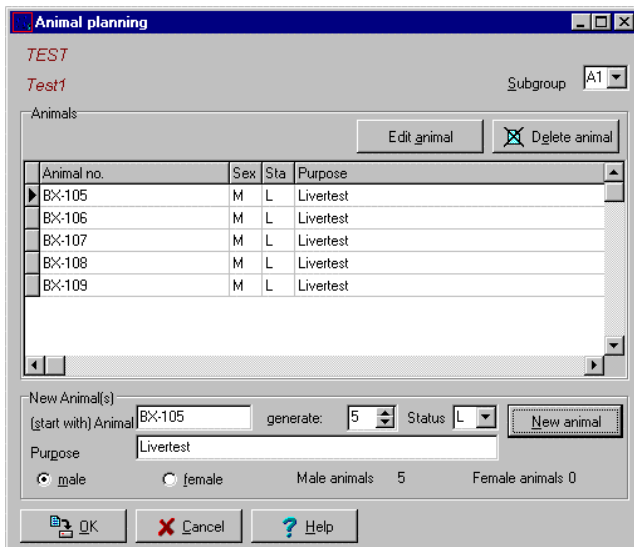 Animal planning
TEST
Test1
Subgroup A1
Animals
Edit animal Delete animal
Animal no. Sex Sta Purpose
BX-105 M L Livertest
BX-106 M L Livertest
BX-107 M L Livertest
BX-108 M L Livertest
BX-109 M L Livertest
New Animal(s)
(start with) Animal BX-105 generate: 5 Status L New animal
Purpose Livertest
male female Male animals 5 Female animals 0
OK Cancel Help